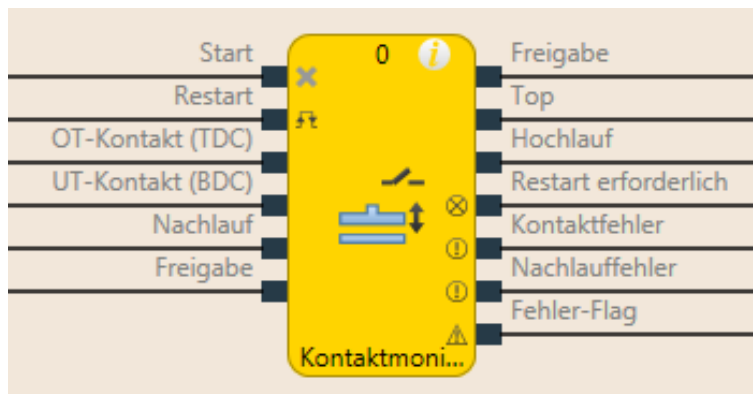 Start
Restart
OT-Kontakt (TDC)
UT-Kontakt (BDC)
Nachlauf
Freigabe
0
i
Kontaktmoni...
Freigabe
Top
Hochlauf
Restart erforderlich
Kontaktfehler
Nachlauffehler
Fehler-Flag